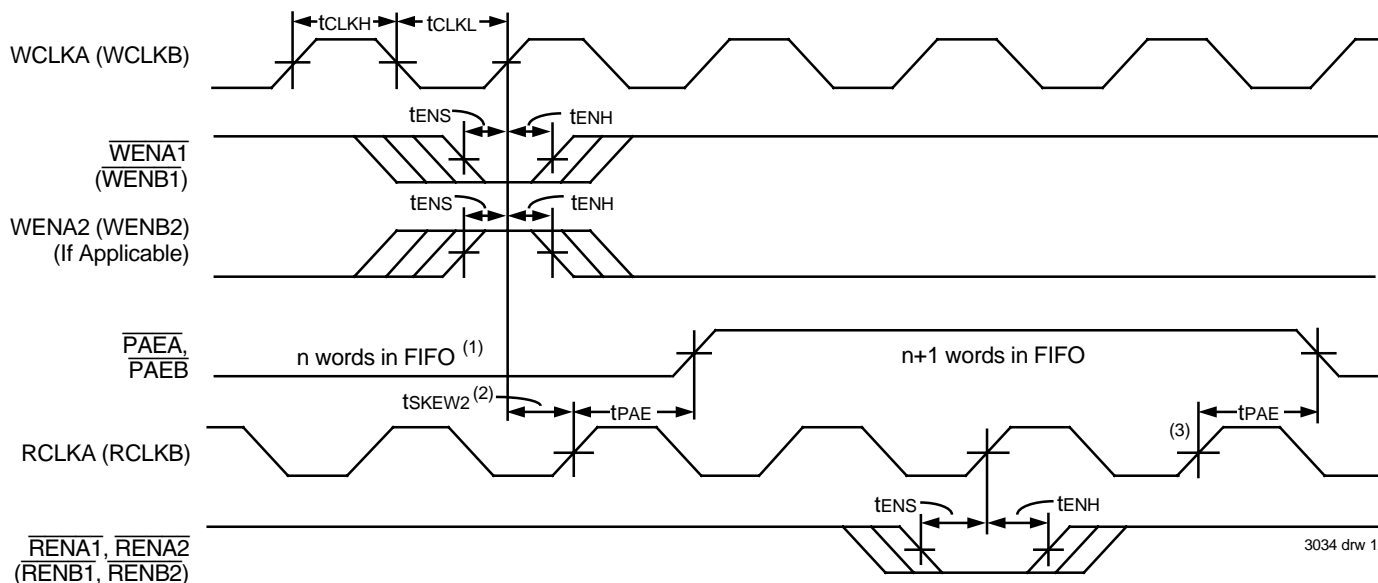 tCLKH tCLKL
WCLKA (WCLKB)
tENS tENH
WENA1
(WENB1)
tENS tENH
WENA2 (WENB2)
(If Applicable)
PAEA,
PAEB
n words in FIFO (1)
n+1 words in FIFO
tSKEW2 (2)
tPAE
(3)
tPAE
RCLKA (RCLKB)
tENS tENH
RENA1, RENA2
(RENB1, RENB2)
3034 drw 1